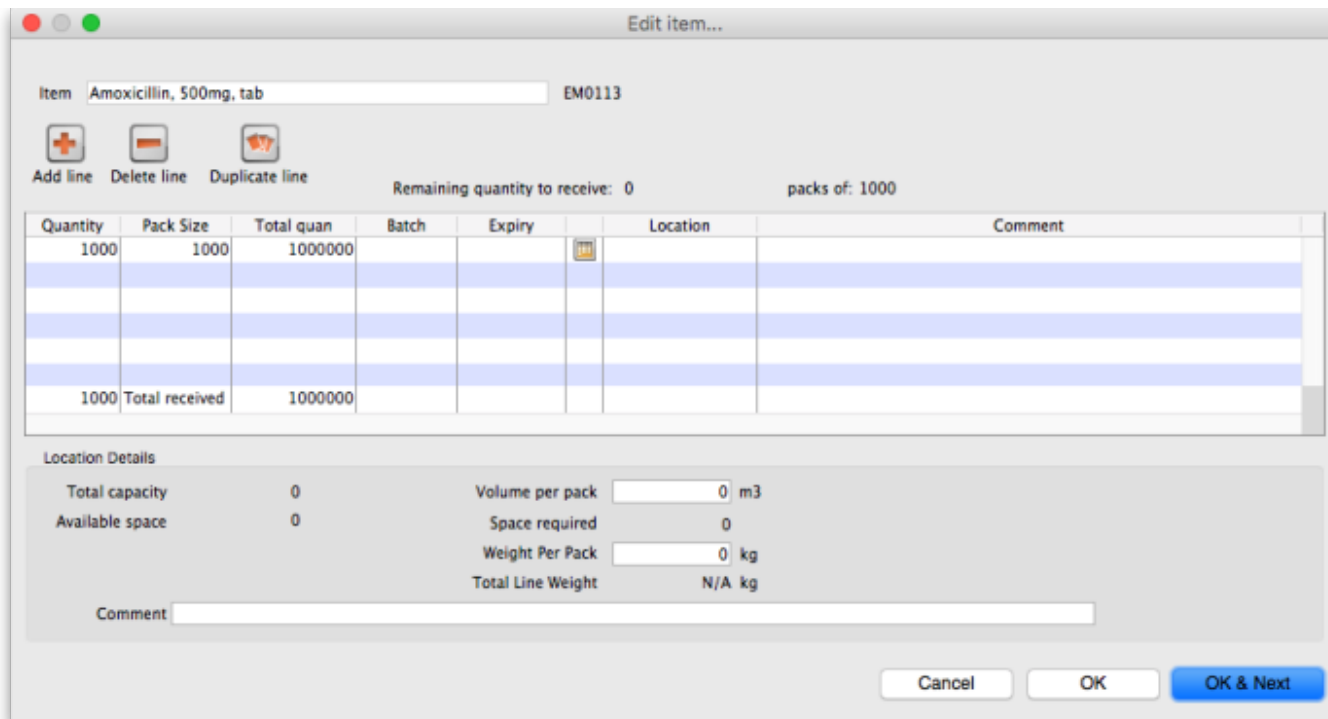 Edit item...
Item Amoxicillin, 500mg, tab EM0113
Add line Delete line Duplicate line
Remaining quantity to receive: 0 packs of: 1000
Quantity Pack Size Total quan Batch Expiry Location Comment
1000 1000 1000000
1000 Total received 1000000
Location Details
Total capacity 0 Volume per pack 0 m3
Available space 0 Space required 0
Weight Per Pack 0 kg
Total Line Weight N/A kg
Comment
Cancel OK OK & Next